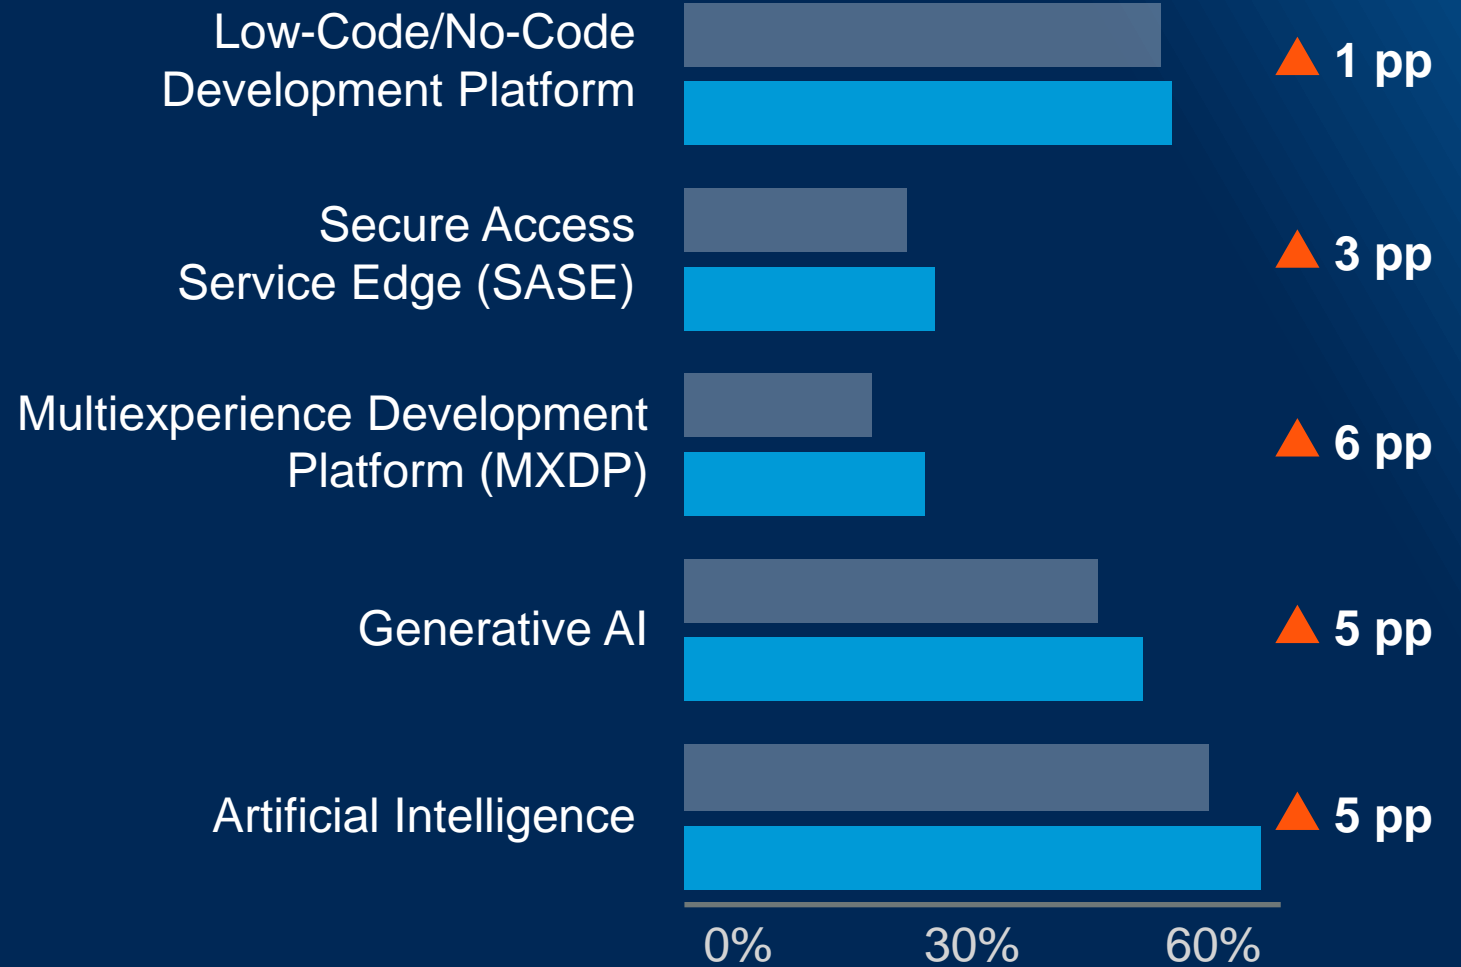 Low-Code/No-Code
Development Platform
1 pp
Secure Access
Service Edge (SASE)
3 pp
Multiexperience Development
Platform (MXDP)
6 pp
Generative AI
5 pp
Artificial Intelligence
5 pp
0% 30% 60%